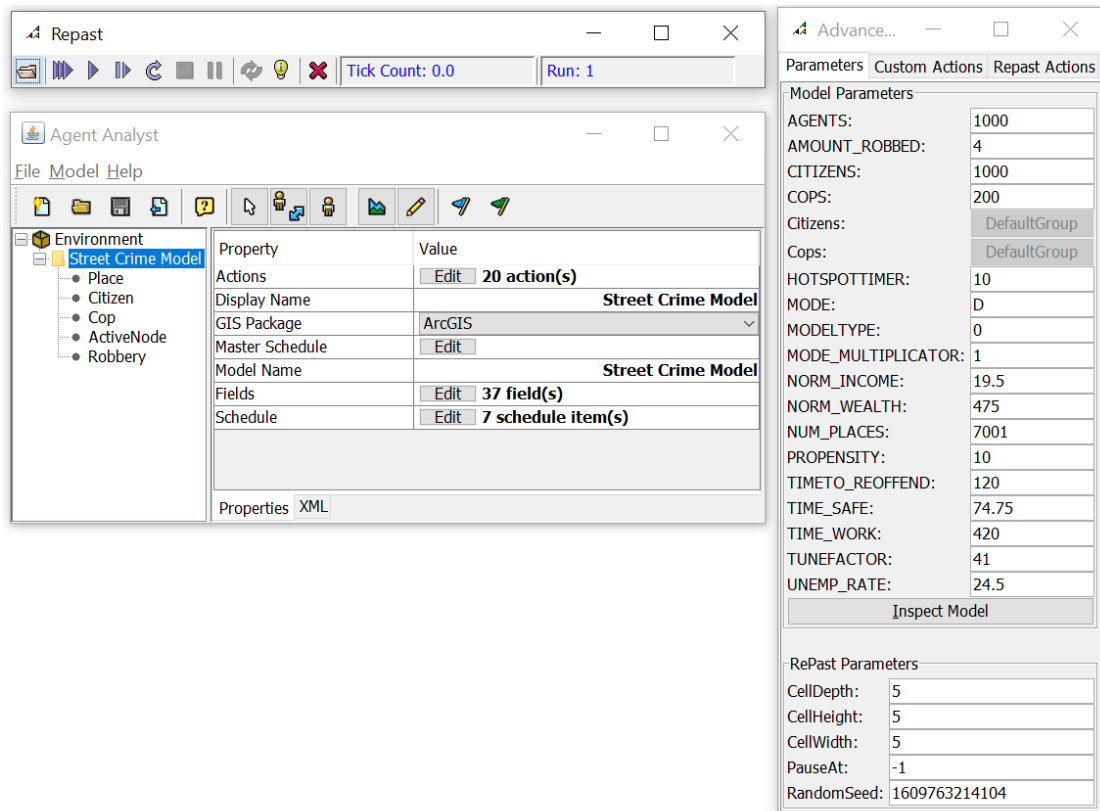 Repast
Tick Count: 0.0
Run: 1
Agent Analyst
File Model Help
Environment
Street Crime Model
Place
Citizen
Cop
ActiveNode
Robbery
Property Value
Actions Edit 20 action(s)
Display Name Street Crime Model
GIS Package ArcGIS
Master Schedule Edit
Model Name Street Crime Model
Fields Edit 37 field(s)
Schedule Edit 7 schedule item(s)
Properties XML
Advance...
Parameters Custom Actions Repast Actions
Model Parameters
AGENTS: 1000
AMOUNT_ROBBED: 4
CITIZENS: 1000
COPS: 200
Citizens: DefaultGroup
Cops: DefaultGroup
HOTSPOTTIMER: 10
MODE: D
MODELTYPE: 0
MODE_MULTIPLICATOR: 1
NORM_INCOME: 19.5
NORM_WEALTH: 475
NUM_PLACES: 7001
PROPENSITY: 10
TIMETO_REOFFEND: 120
TIME_SAFE: 74.75
TIME_WORK: 420
TUNEFACTOR: 41
UNEMP_RATE: 24.5
Inspect Model
RePast Parameters
CellDepth: 5
CellHeight: 5
CellWidth: 5
PauseAt: -1
RandomSeed: 1609763214104